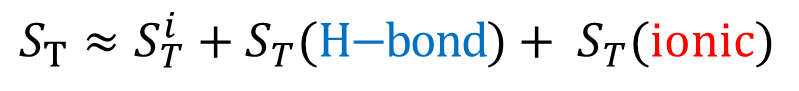 S_T ≈ S_T^i + S_T(H−bond) + S_T(ionic)